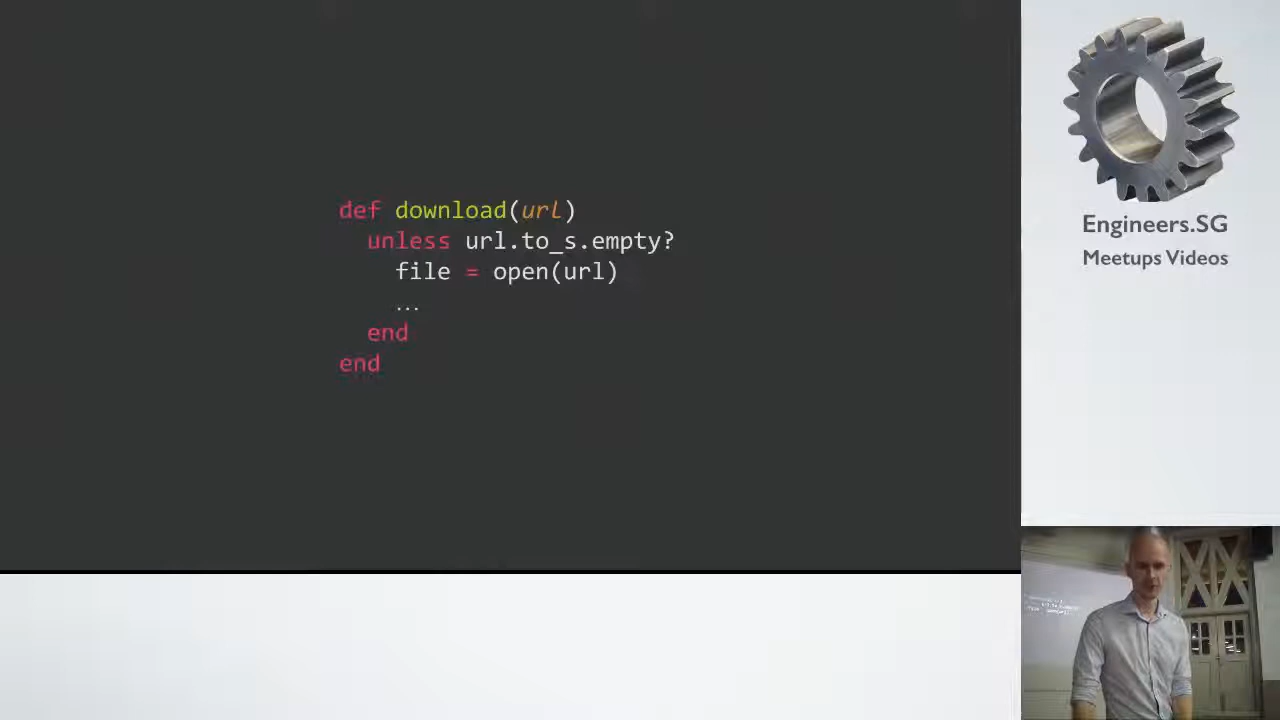 def download(url)
unless url.to_s.empty?
file = open(url)
...
end
end
Engineers.SG
Meetups Videos